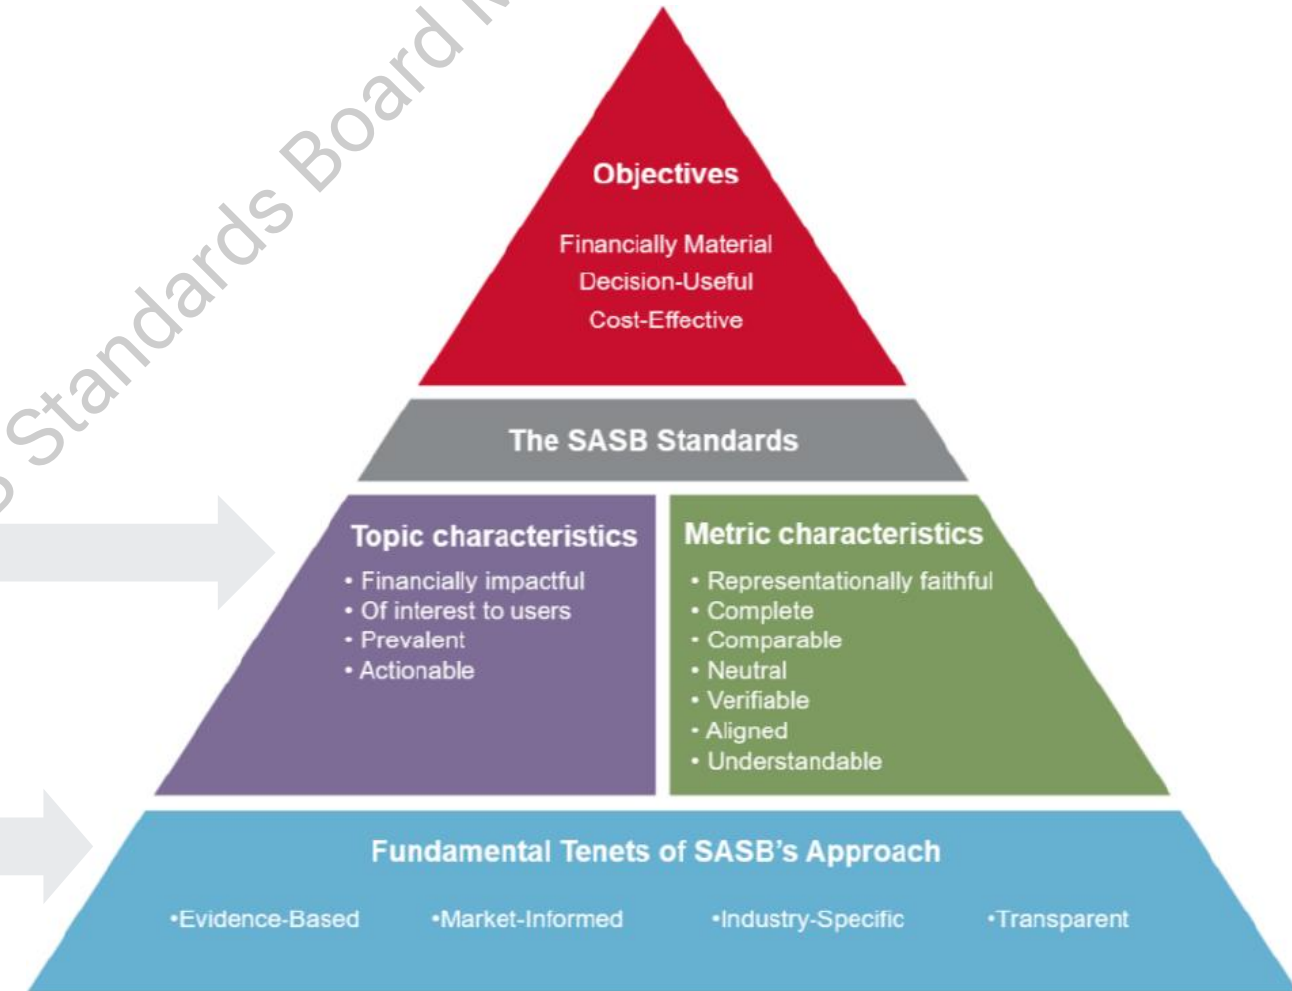 Standards Board
Objectives
Financially Material
Decision-Useful
Cost-Effective
The SASB Standards
Topic characteristics
• Financially impactful
• Of interest to users
• Prevalent
• Actionable
Metric characteristics
• Representationally faithful
• Complete
• Comparable
• Neutral
• Verifiable
• Aligned
• Understandable
Fundamental Tenets of SASB's Approach
•Evidence-Based •Market-Informed •Industry-Specific •Transparent